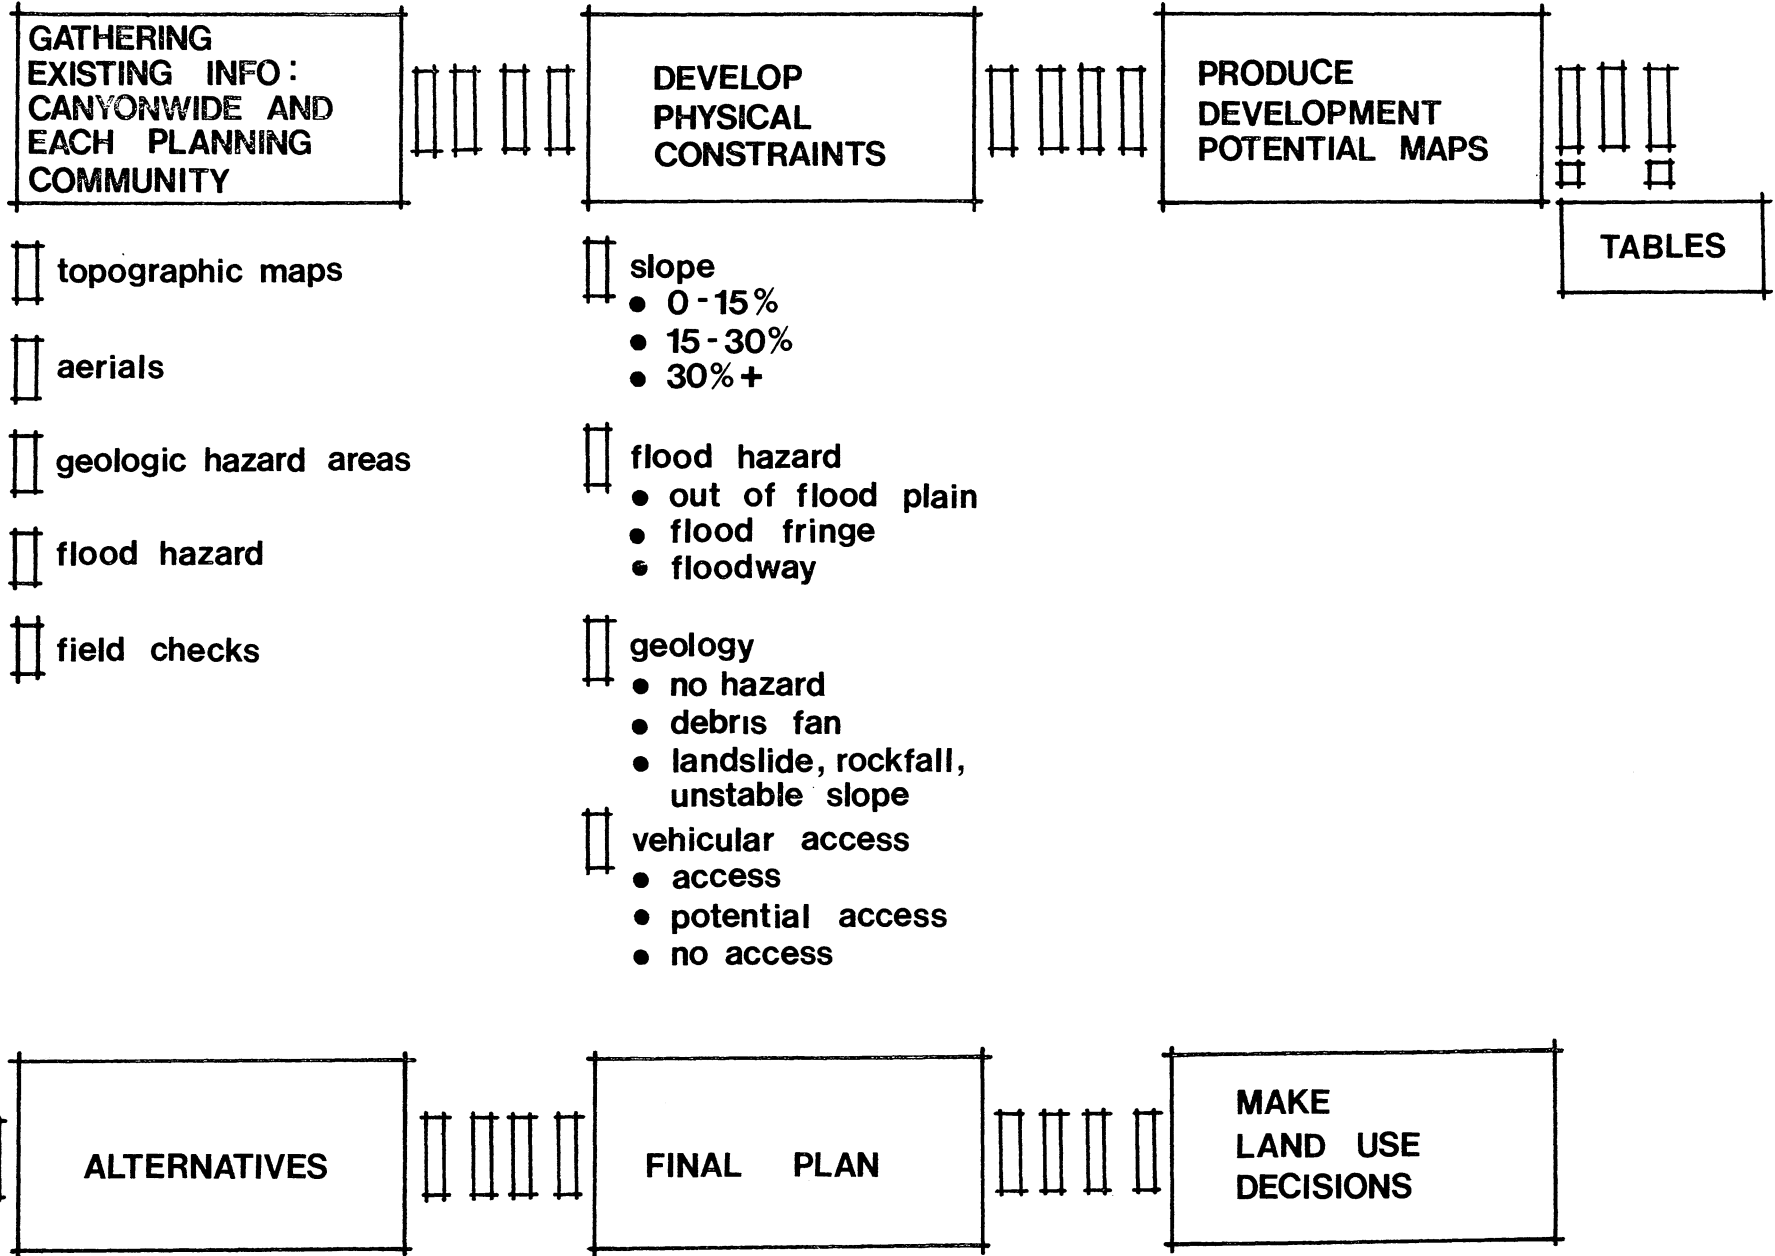 GATHERING
EXISTING INFO:
CANYONWIDE AND
EACH PLANNING
COMMUNITY
DEVELOP
PHYSICAL
CONSTRAINTS
PRODUCE
DEVELOPMENT
POTENTIAL MAPS
TABLES
topographic maps
aerials
geologic hazard areas
flood hazard
field checks
slope
• 0-15%
• 15-30%
• 30%+
flood hazard
• out of flood plain
• flood fringe
• floodway
geology
• no hazard
• debris fan
• landslide, rockfall,
unstable slope
vehicular access
• access
• potential access
• no access
ALTERNATIVES
FINAL PLAN
MAKE
LAND USE
DECISIONS